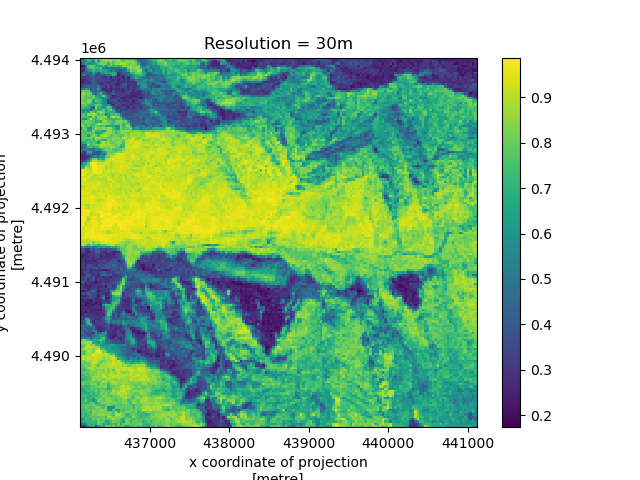 Resolution = 30m
1e6
4.494
4.493
4.492
4.491
4.490
y coordinate of projection
[metre]
437000 438000 439000 440000 441000
x coordinate of projection
[metre]
0.9
0.8
0.7
0.6
0.5
0.4
0.3
0.2